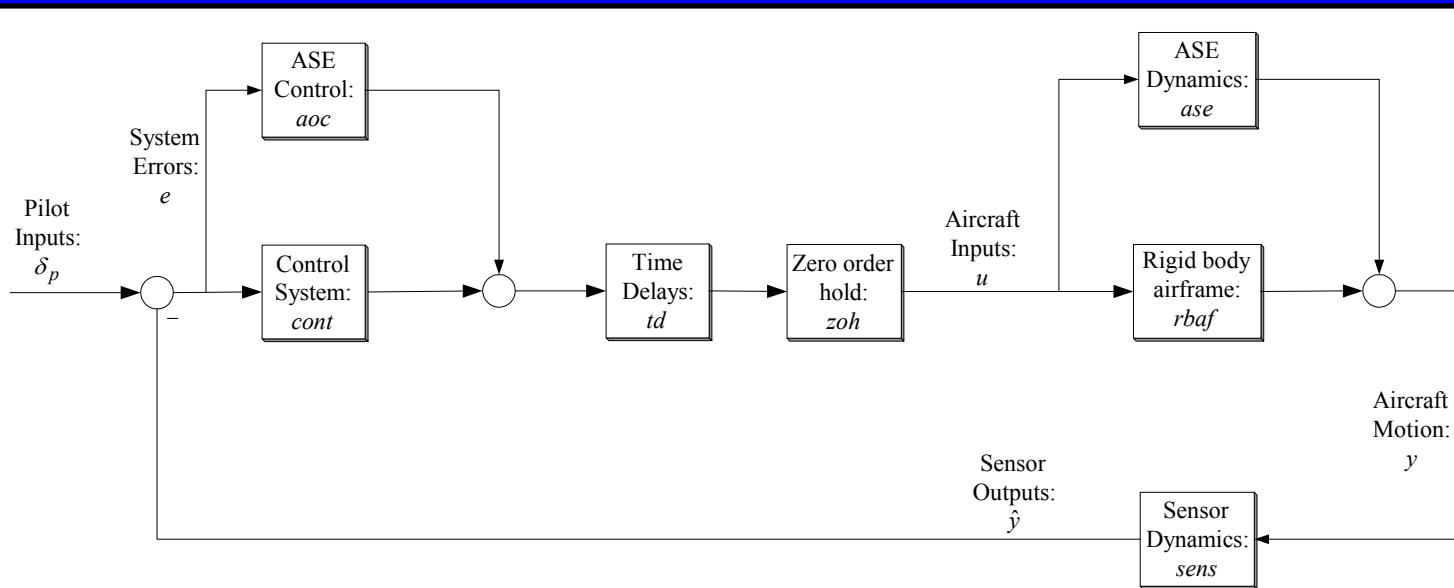 ASE
Control:
aoc
ASE
Dynamics:
ase
System
Errors:
e
Pilot
Inputs:
δp
Control
System:
cont
Time
Delays:
td
Zero order
hold:
zoh
Aircraft
Inputs:
u
Rigid body
airframe:
rbaf
−
Aircraft
Motion:
y
Sensor
Outputs:
ŷ
Sensor
Dynamics:
sens